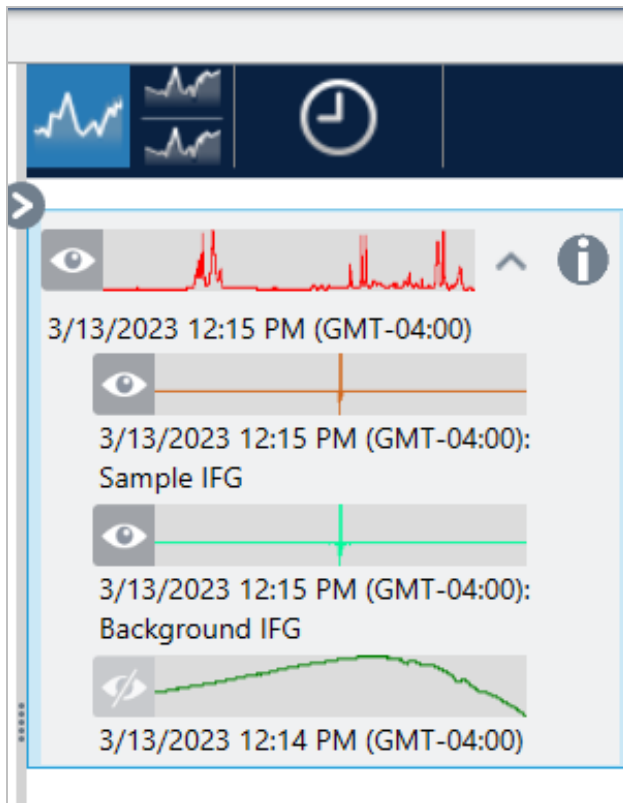 3/13/2023 12:15 PM (GMT-04:00)
3/13/2023 12:15 PM (GMT-04:00):
Sample IFG
3/13/2023 12:15 PM (GMT-04:00):
Background IFG
3/13/2023 12:14 PM (GMT-04:00)